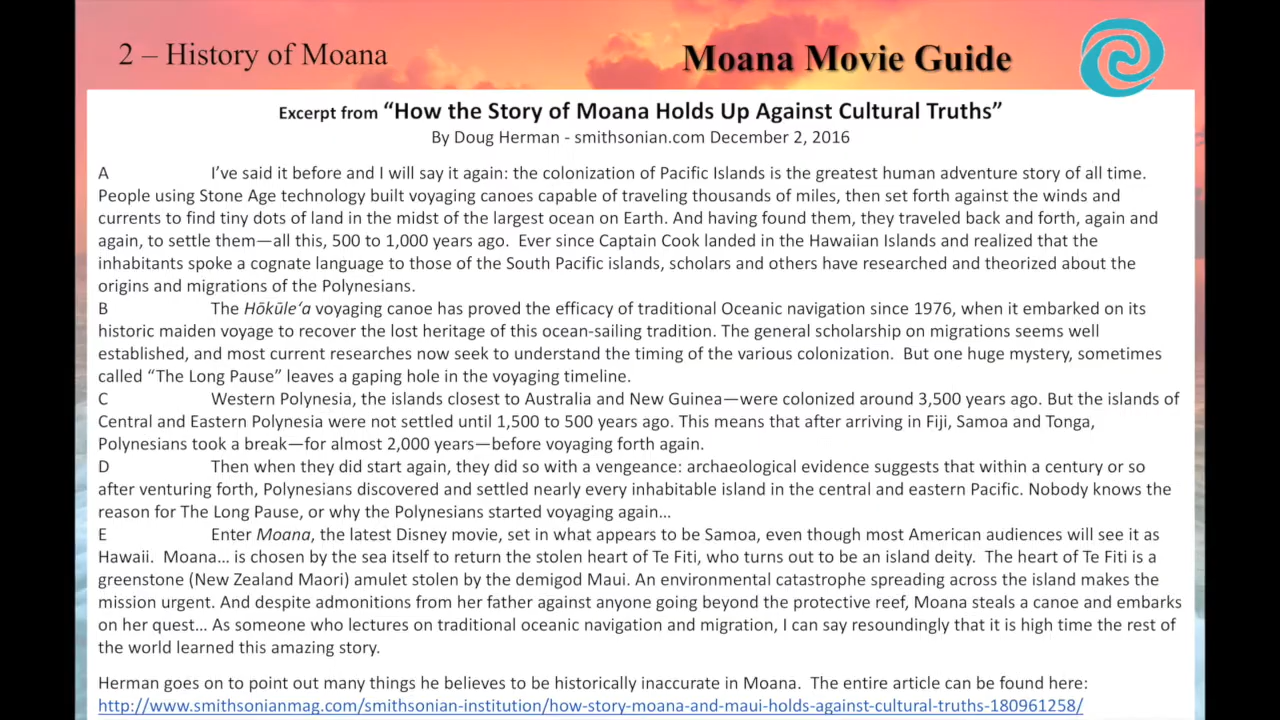 2 – History of Moana
Moana Movie Guide
Excerpt from “How the Story of Moana Holds Up Against Cultural Truths”
By Doug Herman - smithsonian.com December 2, 2016
A I’ve said it before and I will say it again: the colonization of Pacific Islands is the greatest human adventure story of all time.
People using Stone Age technology built voyaging canoes capable of traveling thousands of miles, then set forth against the winds and
currents to find tiny dots of land in the midst of the largest ocean on Earth. And having found them, they traveled back and forth, again and
again, to settle them—all this, 500 to 1,000 years ago. Ever since Captain Cook landed in the Hawaiian Islands and realized that the
inhabitants spoke a cognate language to those of the South Pacific islands, scholars and others have researched and theorized about the
origins and migrations of the Polynesians.
B The Hōkūle‘a voyaging canoe has proved the efficacy of traditional Oceanic navigation since 1976, when it embarked on its
historic maiden voyage to recover the lost heritage of this ocean-sailing tradition. The general scholarship on migrations seems well
established, and most current researches now seek to understand the timing of the various colonization. But one huge mystery, sometimes
called “The Long Pause” leaves a gaping hole in the voyaging timeline.
C Western Polynesia, the islands closest to Australia and New Guinea—were colonized around 3,500 years ago. But the islands of
Central and Eastern Polynesia were not settled until 1,500 to 500 years ago. This means that after arriving in Fiji, Samoa and Tonga,
Polynesians took a break—for almost 2,000 years—before voyaging forth again.
D Then when they did start again, they did so with a vengeance: archaeological evidence suggests that within a century or so
after venturing forth, Polynesians discovered and settled nearly every inhabitable island in the central and eastern Pacific. Nobody knows the
reason for The Long Pause, or why the Polynesians started voyaging again…
E Enter Moana, the latest Disney movie, set in what appears to be Samoa, even though most American audiences will see it as
Hawaii. Moana… is chosen by the sea itself to return the stolen heart of Te Fiti, who turns out to be an island deity. The heart of Te Fiti is a
greenstone (New Zealand Maori) amulet stolen by the demigod Maui. An environmental catastrophe spreading across the island makes the
mission urgent. And despite admonitions from her father against anyone going beyond the protective reef, Moana steals a canoe and embarks
on her quest… As someone who lectures on traditional oceanic navigation and migration, I can say resoundingly that it is high time the rest of
the world learned this amazing story.
Herman goes on to point out many things he believes to be historically inaccurate in Moana. The entire article can be found here:
http://www.smithsonianmag.com/smithsonian-institution/how-story-moana-and-maui-holds-against-cultural-truths-180961258/